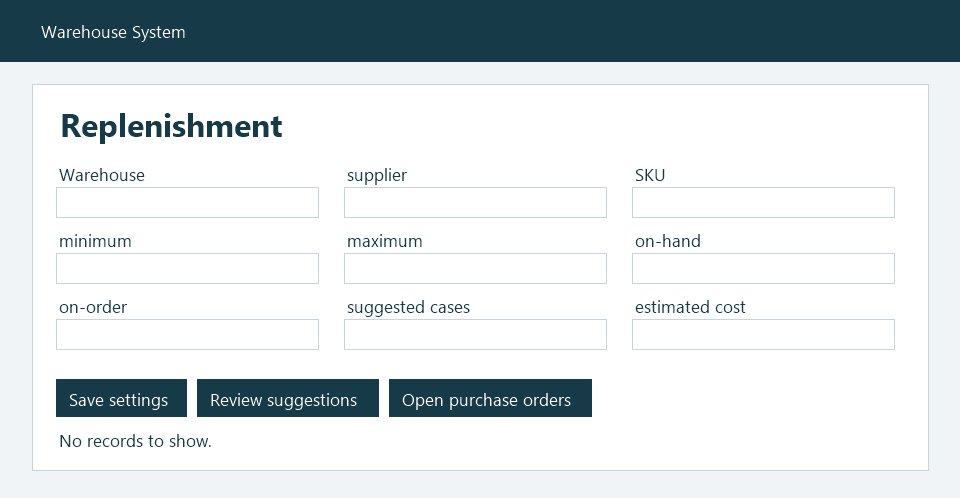 Warehouse System
Replenishment
Warehouse supplier SKU
minimum maximum on-hand
on-order suggested cases estimated cost
Save settings Review suggestions Open purchase orders
No records to show.